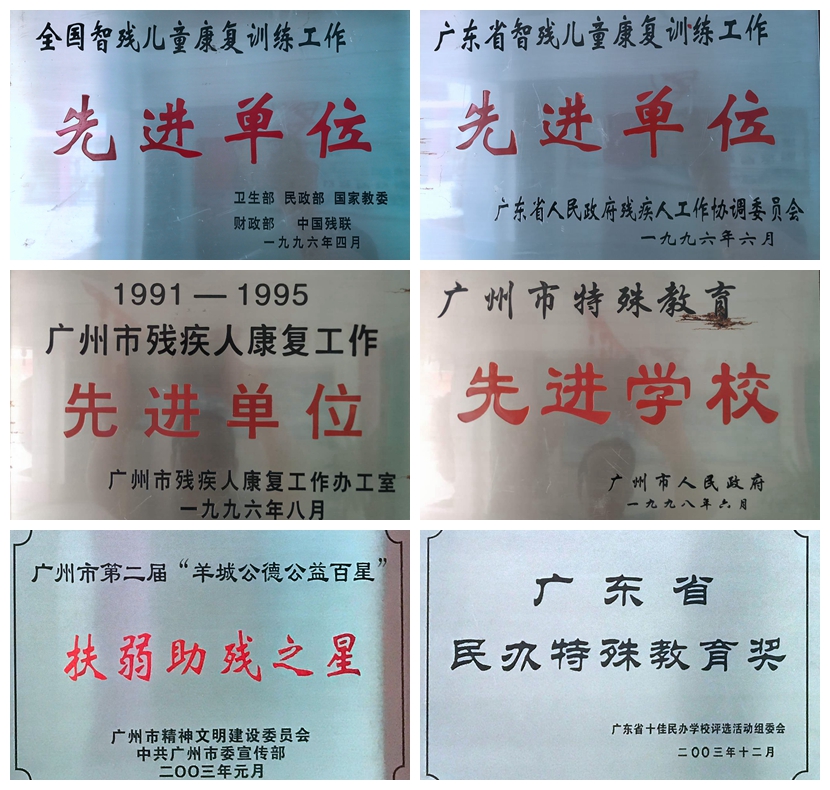 全国智残儿童康复训练工作
先进单位
卫生部 民政部 国家教委
财政部 中国残联
一九九六年四月
广东省智残儿童康复训练工作
先进单位
广东省人民政府残疾人工作协调委员会
一九九六年六月
1991 — 1995
广州市残疾人康复工作
先进单位
广州市残疾人康复工作办工室
一九九六年八月
广州市特殊教育
先进学校
广州市人民政府
一九九八年六月
广州市第二届“羊城公德公益百星”
扶弱助残之星
广州市精神文明建设委员会
中共广州市委宣传部
二〇〇三年元月
广东省
民办特殊教育奖
广东省十佳民办学校评选活动组委会
二〇〇三年十二月